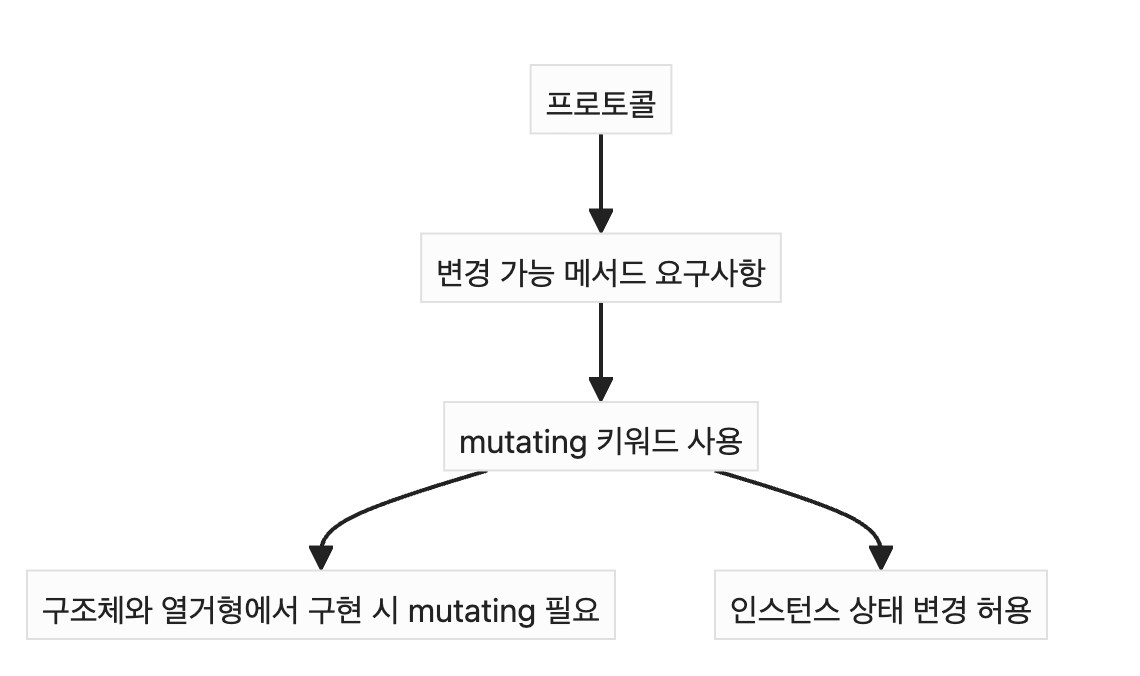 프로토콜
변경 가능 메서드 요구사항
mutating 키워드 사용
구조체와 열거형에서 구현 시 mutating 필요
인스턴스 상태 변경 허용